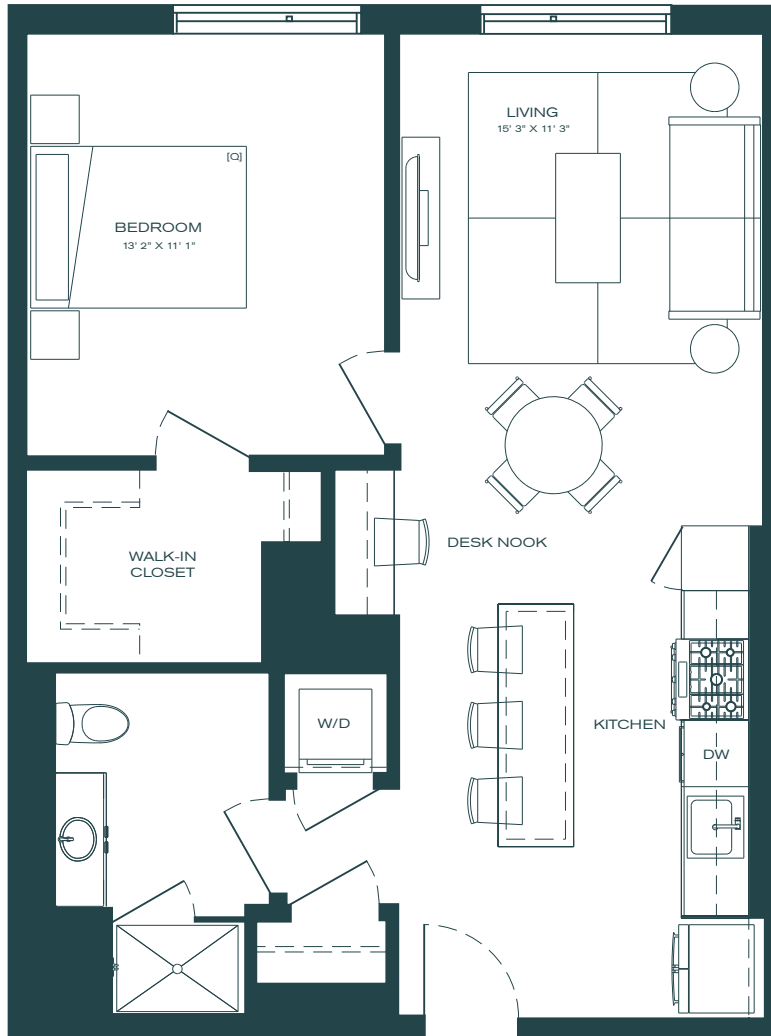 LIVING
15' 3" X 11' 3"
[Q]
BEDROOM
13' 2" X 11' 1"
DESK NOOK
WALK-IN
CLOSET
W/D
KITCHEN
DW